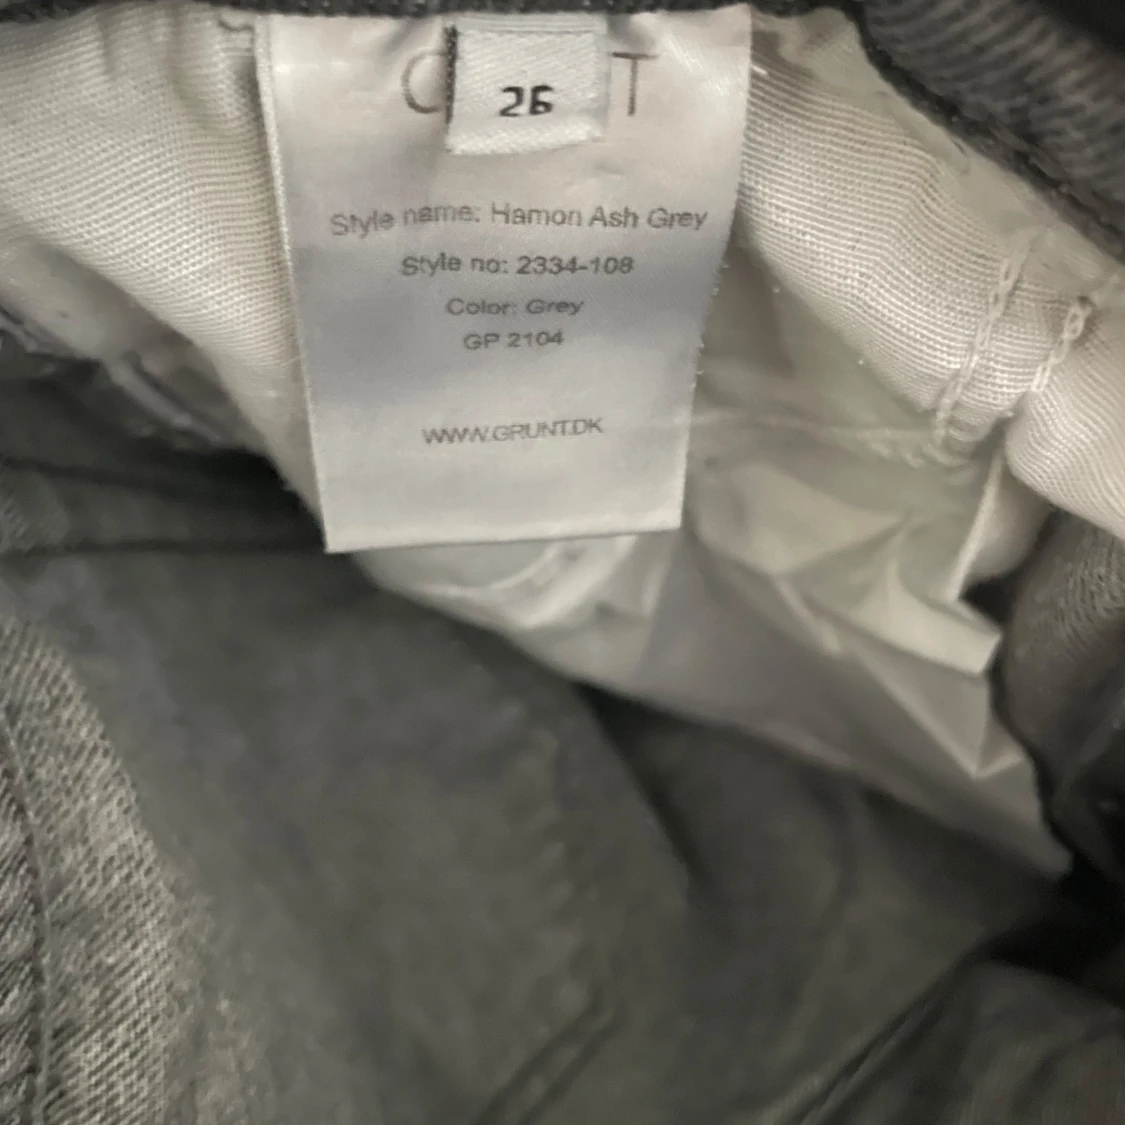 26
Style name: Hamon Ash Grey
Style no: 2334-108
Color: Grey
GP 2104
WWW.GRUNT.DK